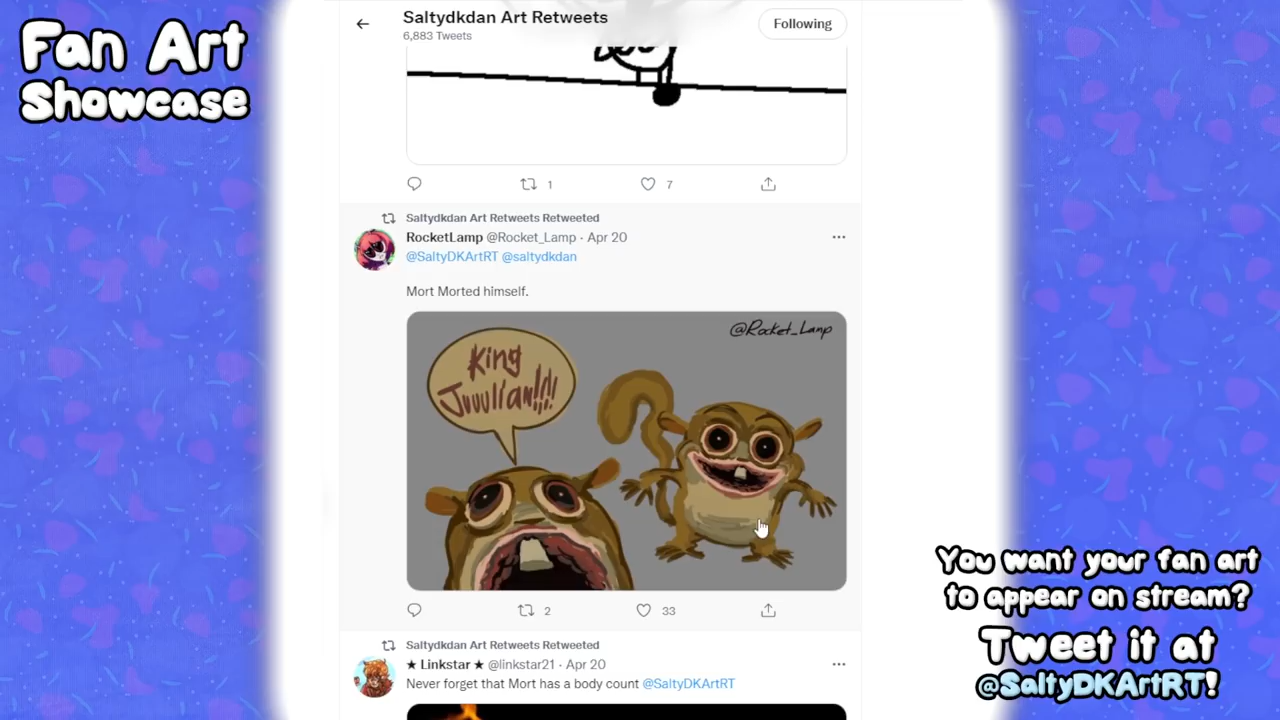 Fan Art
Showcase
Saltydkdan Art Retweets
6,883 Tweets
Following
1
7
Saltydkdan Art Retweets Retweeted
RocketLamp @Rocket_Lamp · Apr 20
@SaltyDKArtRT @saltydkdan
Mort Morted himself.
@Rocket_Lamp
King
Juuulian!!!
2
33
Saltydkdan Art Retweets Retweeted
★ Linkstar ★ @linkstar21 · Apr 20
Never forget that Mort has a body count @SaltyDKArtRT
You want your fan art
to appear on stream?
Tweet it at
@SaltyDKArtRT!